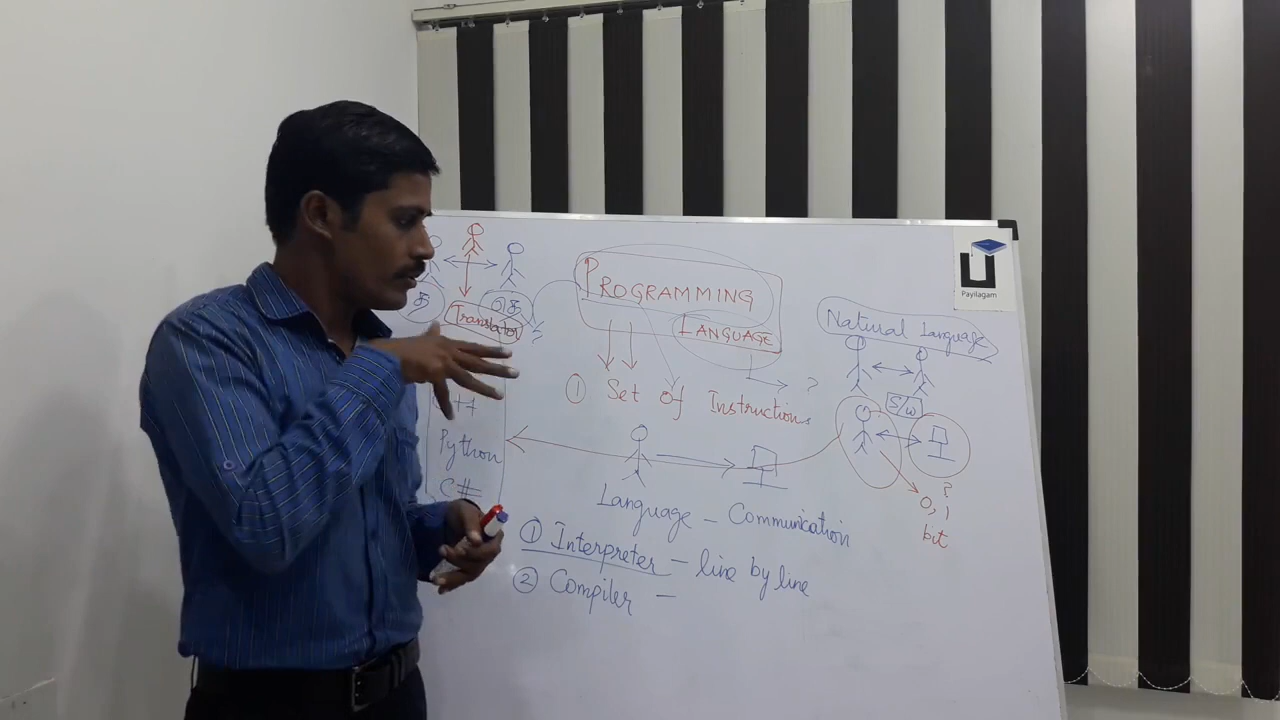 PROGRAMMING
LANGUAGE
?
① Set Of Instructions
Translator
த
?
++
Python
C#
Language - Communication
① Interpreter - line by line
② Compiler -
Natural Language
S/W
?
0, 1
bit
Payilagam